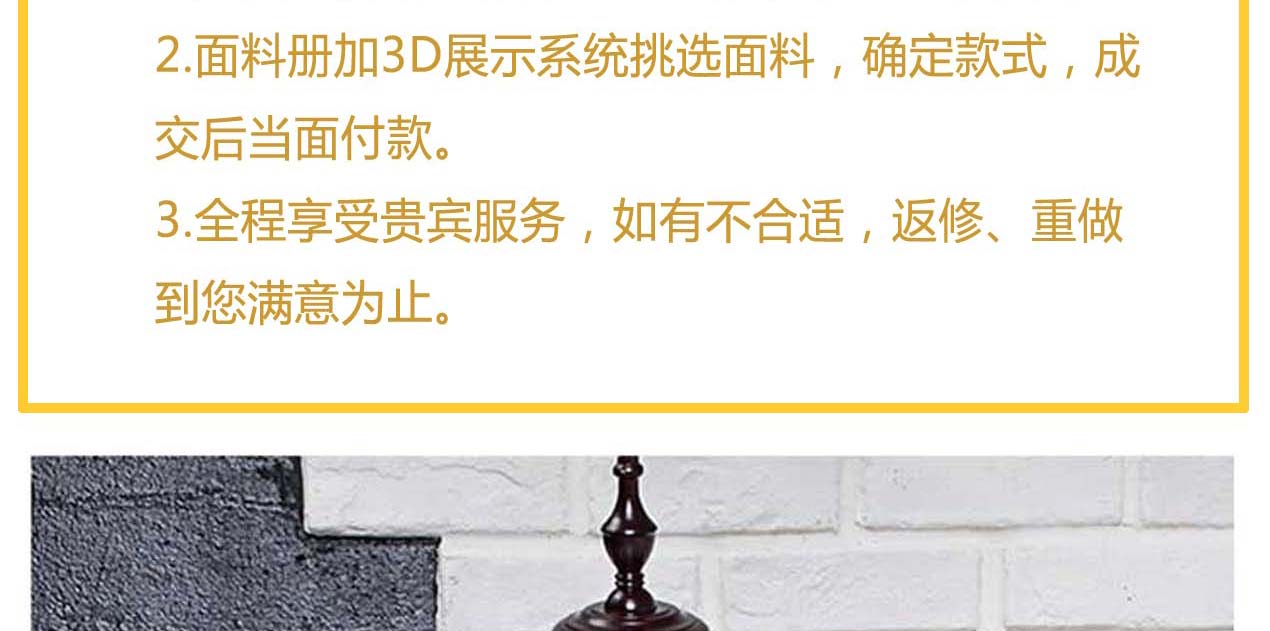 2.面料册加3D展示系统挑选面料，确定款式，成
交后当面付款。
3.全程享受贵宾服务，如有不合适，返修、重做
到您满意为止。